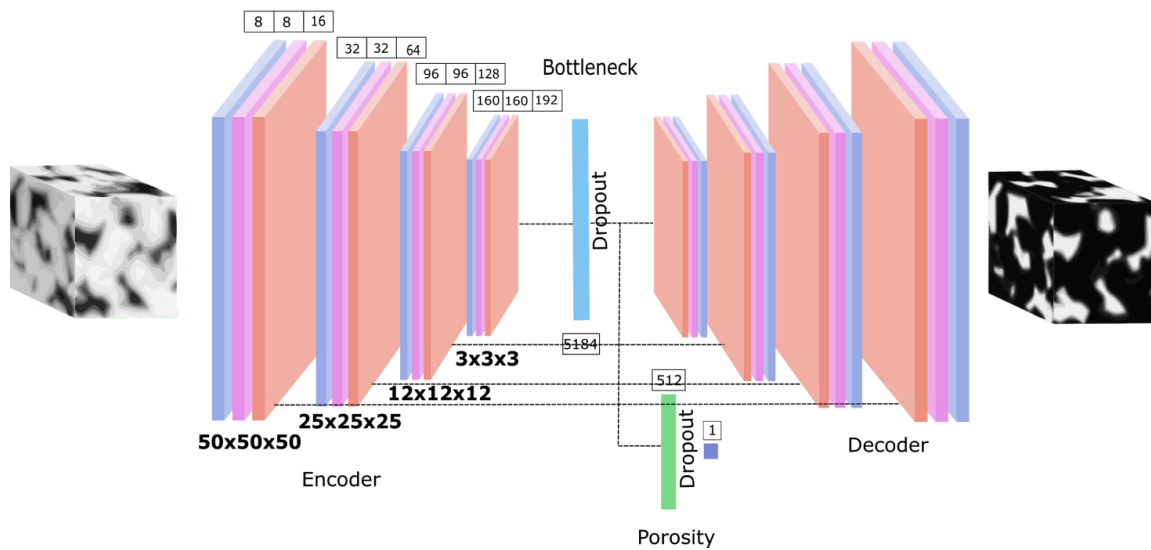 8 8 16
32 32 64
96 96 128
160 160 192
Bottleneck
Dropout
5184
3x3x3
12x12x12
25x25x25
50x50x50
Encoder
512
Dropout
1
Porosity
Decoder